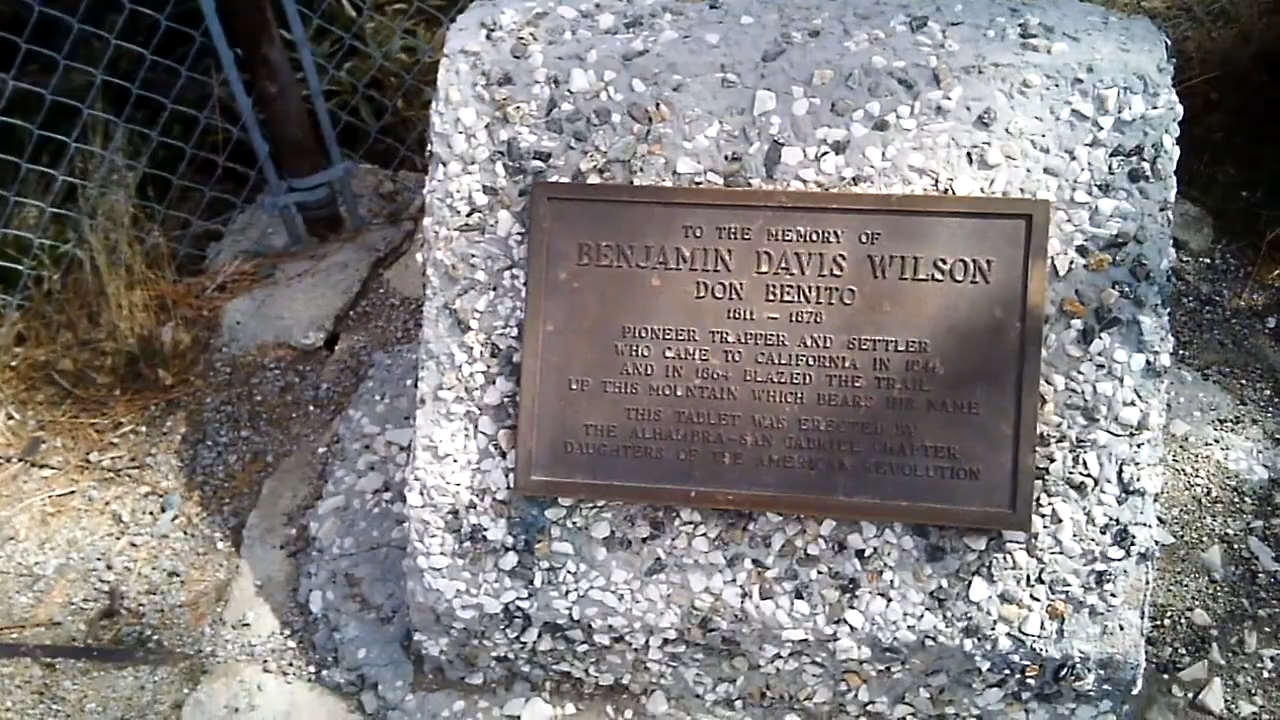 TO THE MEMORY OF
BENJAMIN DAVIS WILSON
DON BENITO
1811 – 1878
PIONEER TRAPPER AND SETTLER
WHO CAME TO CALIFORNIA IN
AND IN 1864 BLAZED THE TRAIL
UP THIS MOUNTAIN WHICH BEARS HIS NAME
THIS TABLET WAS ERECTED BY
THE ALHAMBRA–SAN GABRIEL CHAPTER
DAUGHTERS OF THE AMERICAN REVOLUTION